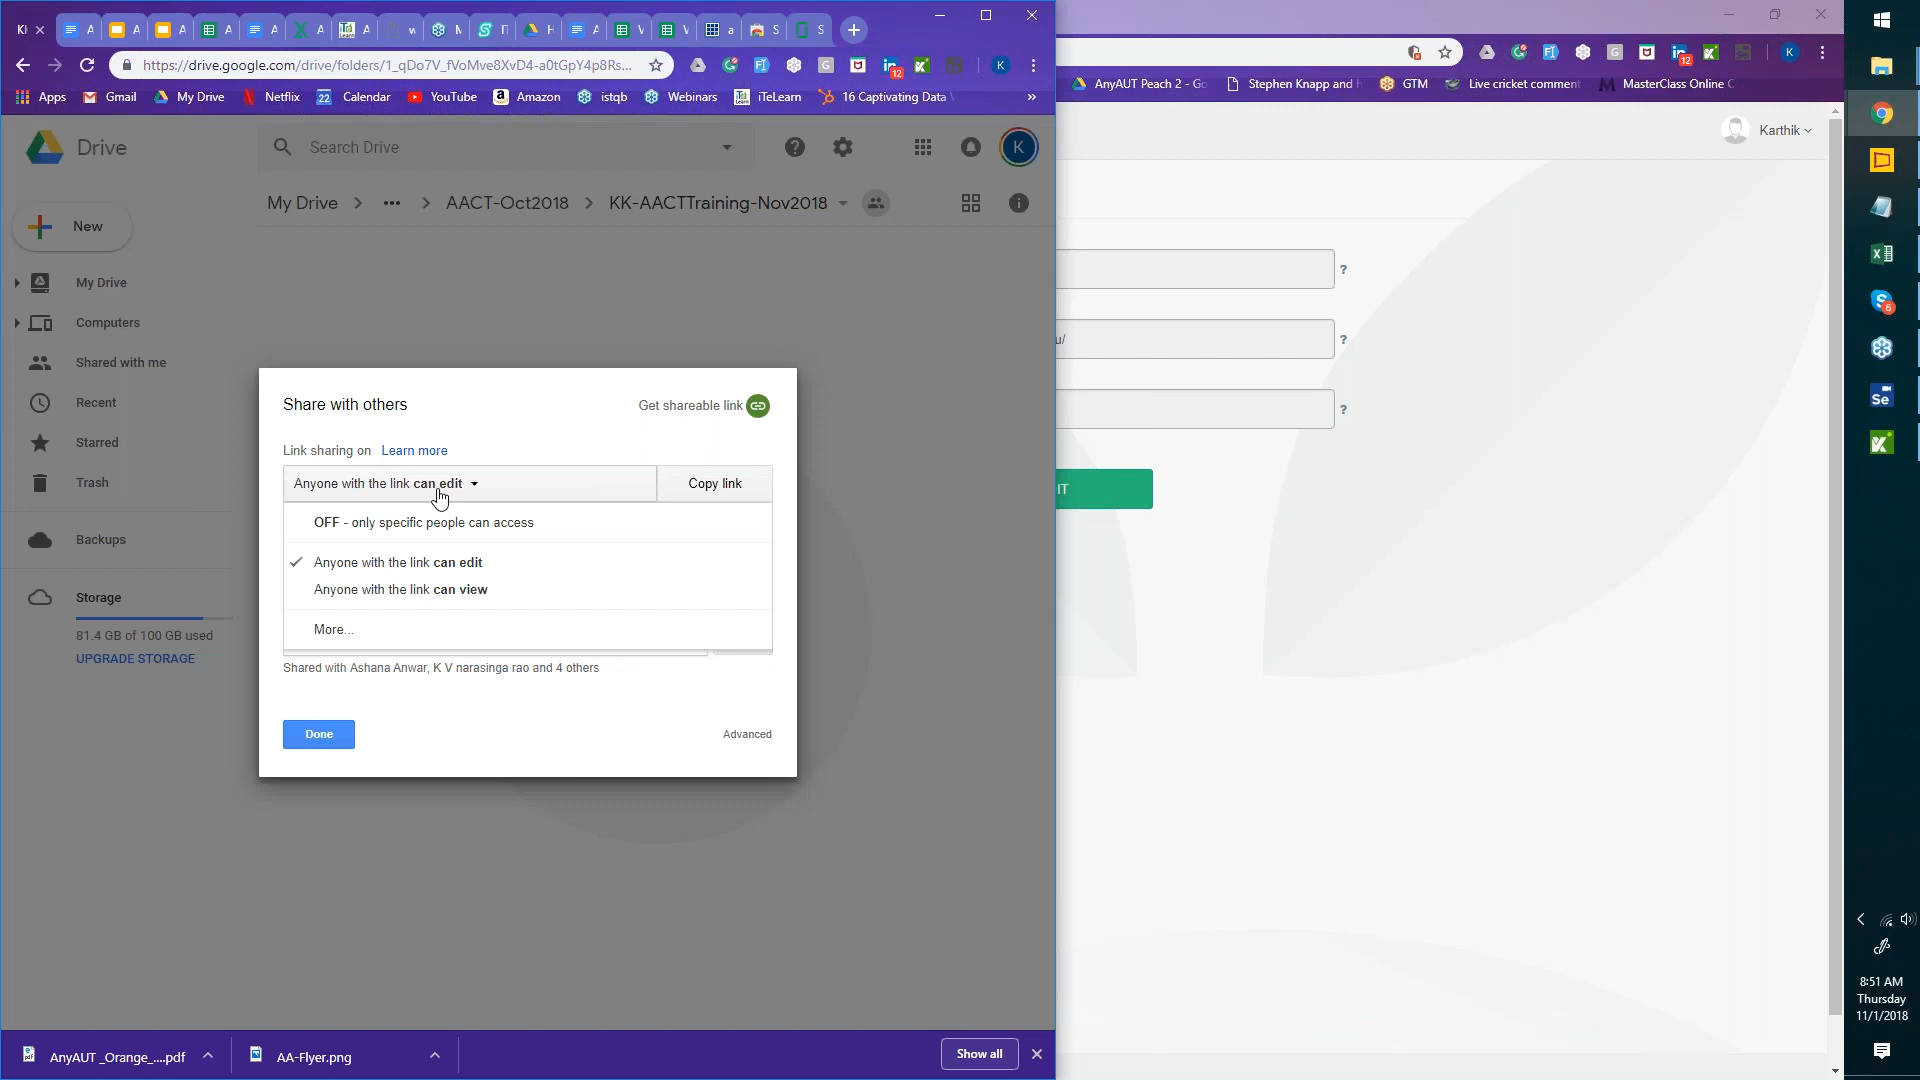 https://drive.google.com/drive/folders/1_qDo7V_fVoMve8XvD4-a0tGpY4p8Rs...
Apps
Gmail
My Drive
Netflix
22
Calendar
YouTube
Amazon
istqb
Webinars
iTeLearn
16 Captivating Data
»
12
K
AnyAUT Peach 2 - Go
Stephen Knapp and
GTM
Live cricket comment
MasterClass Online
12
K
Drive
Search Drive
K
Karthik
My Drive
•••
AACT-Oct2018
KK-AACTTraining-Nov2018
New
My Drive
Computers
Shared with me
Recent
Starred
Trash
Backups
Storage
81.4 GB of 100 GB used
UPGRADE STORAGE
Share with others
Get shareable link
Link sharing on Learn more
Anyone with the link can edit
Copy link
OFF - only specific people can access
Anyone with the link can edit
Anyone with the link can view
More...
Shared with Ashana Anwar, K V narasinga rao and 4 others
Done
Advanced
?
u/
?
?
IT
AnyAUT _Orange_....pdf
AA-Flyer.png
Show all
Se
6
8:51 AM
Thursday
11/1/2018